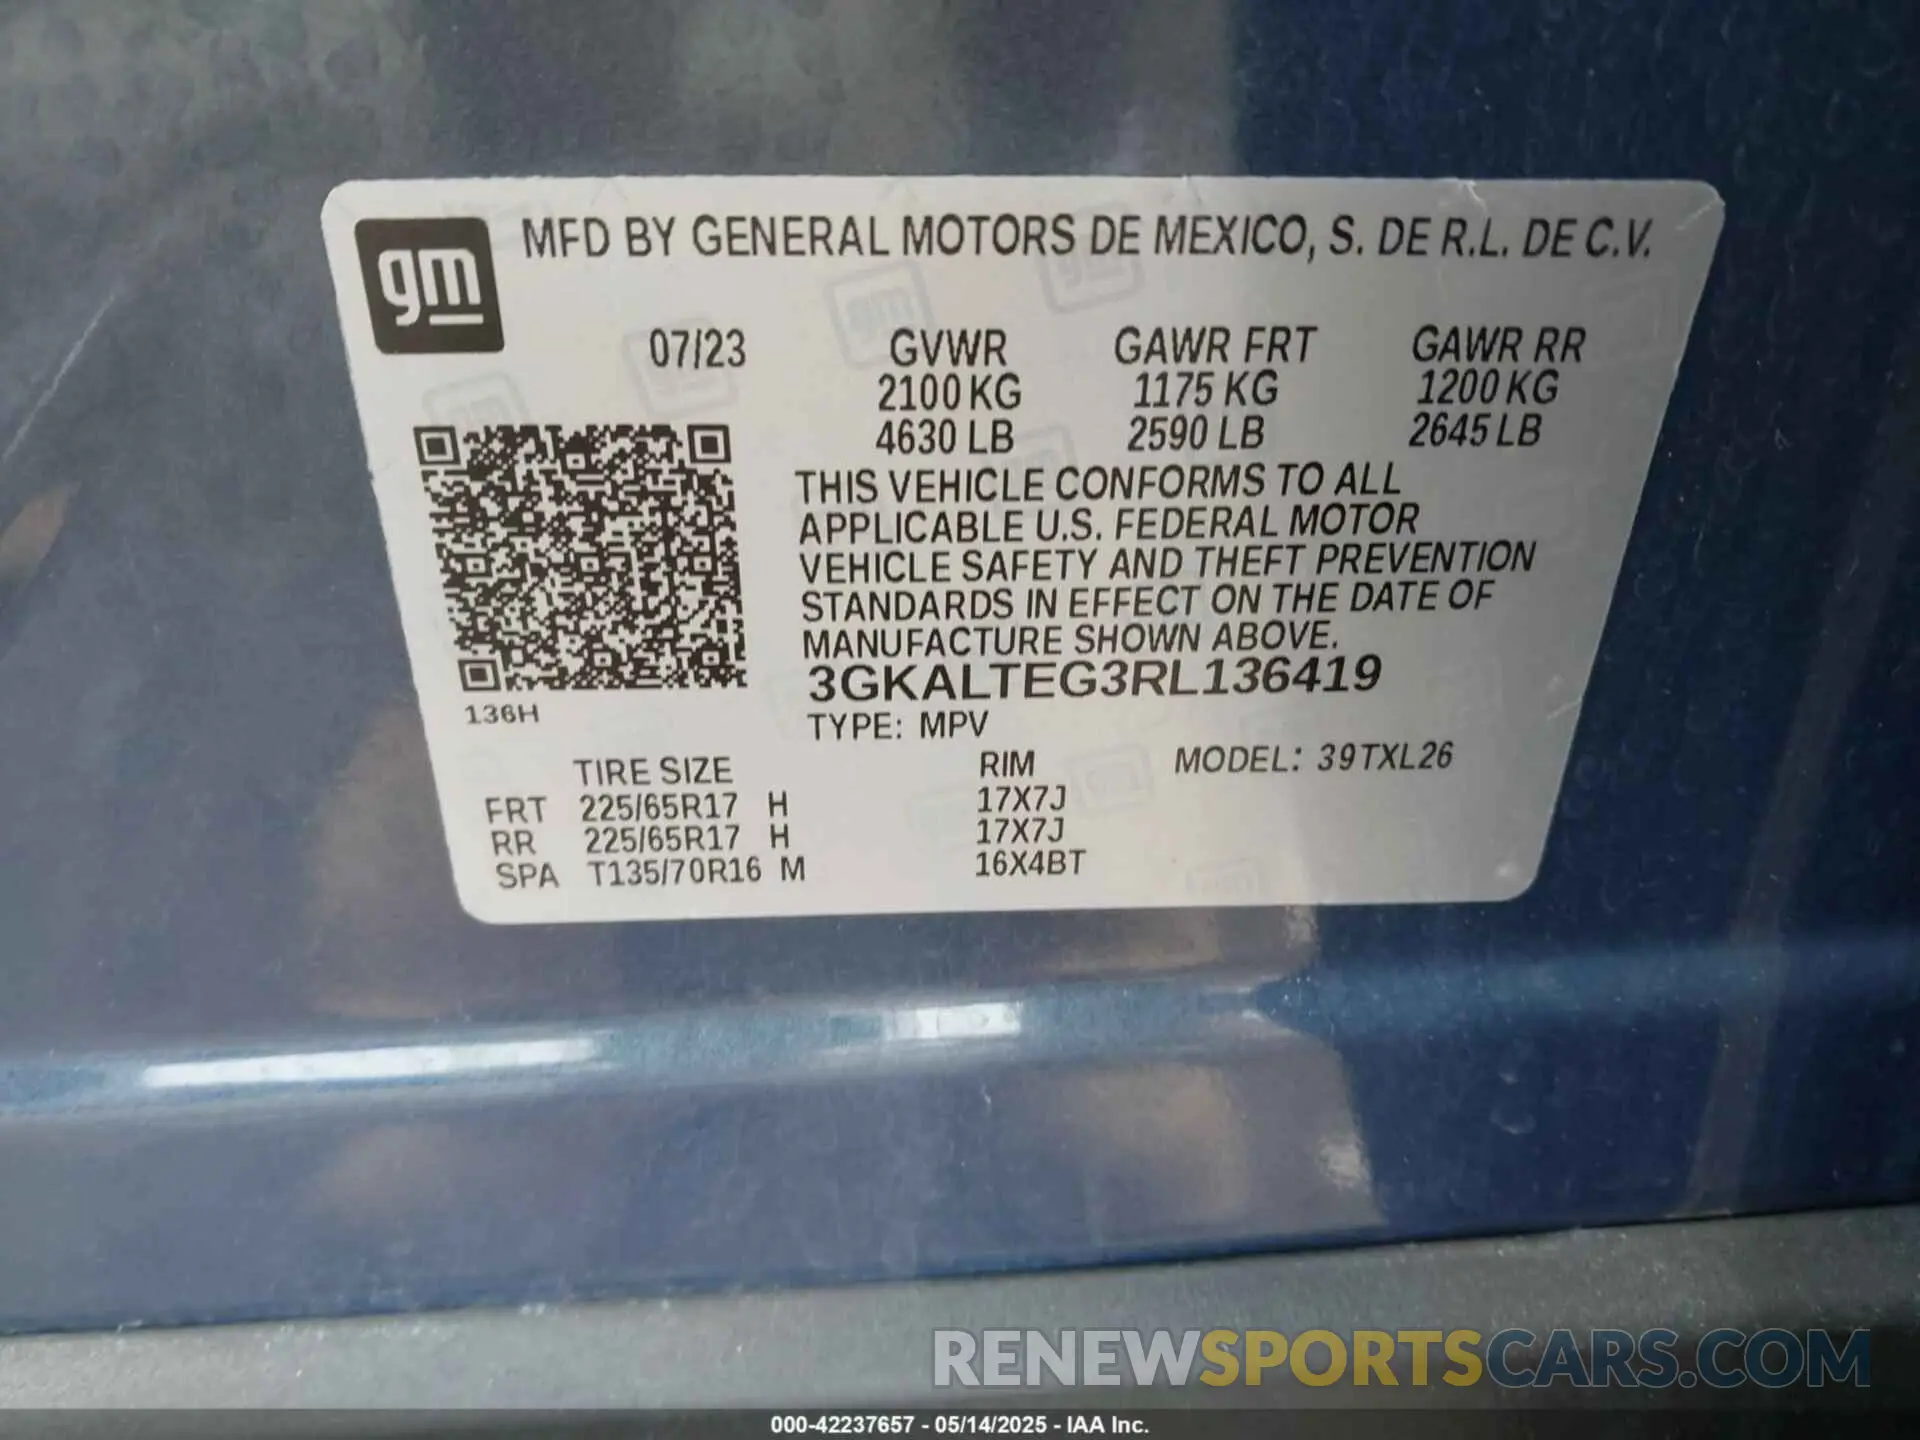 gm
MFD BY GENERAL MOTORS DE MEXICO, S. DE R.L. DE C.V.
07/23 GVWR GAWR FRT GAWR RR
2100 KG 1175 KG 1200 KG
4630 LB 2590 LB 2645 LB
THIS VEHICLE CONFORMS TO ALL
APPLICABLE U.S. FEDERAL MOTOR
VEHICLE SAFETY AND THEFT PREVENTION
STANDARDS IN EFFECT ON THE DATE OF
MANUFACTURE SHOWN ABOVE.
3GKALTEG3RL136419
136H
TYPE: MPV
TIRE SIZE RIM MODEL: 39TXL26
FRT 225/65R17 H 17X7J
RR 225/65R17 H 17X7J
SPA T135/70R16 M 16X4BT
RENEWSPORTSCARS.COM
000-42237657 - 05/14/2025 - IAA Inc.